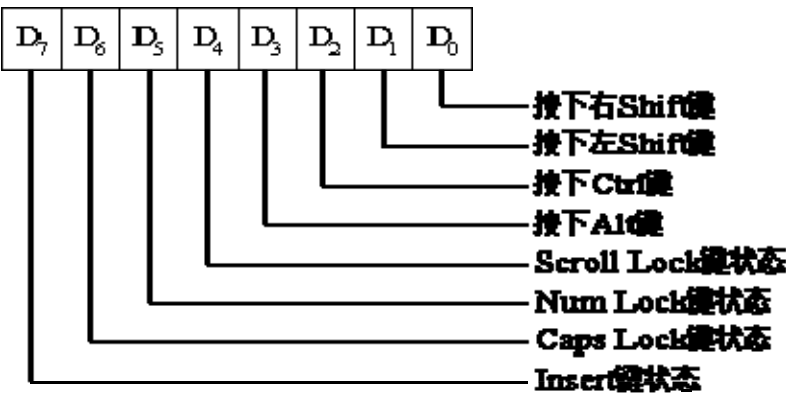 D7 D6 D5 D4 D3 D2 D1 D0
按下右Shift键
按下左Shift键
按下Ctrl键
按下Alt键
Scroll Lock键状态
Num Lock键状态
Caps Lock键状态
Insert键状态